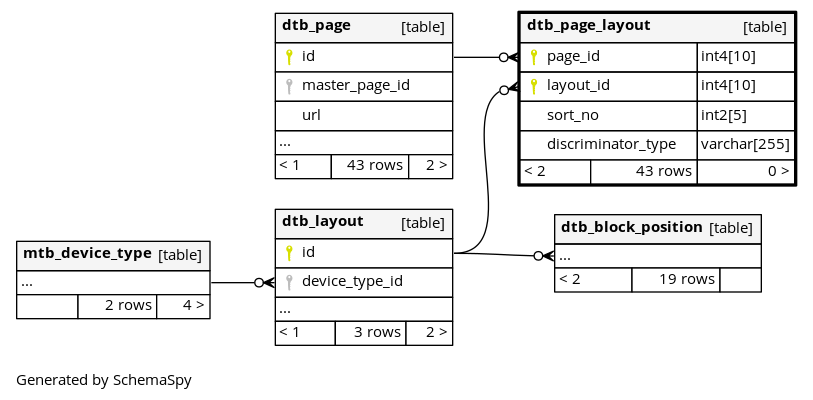 dtb_page [table]
id
master_page_id
url
...
< 1 43 rows 2 >
dtb_page_layout [table]
page_id int4[10]
layout_id int4[10]
sort_no int2[5]
discriminator_type varchar[255]
< 2 43 rows 0 >
dtb_layout [table]
id
device_type_id
...
< 1 3 rows 2 >
dtb_block_position [table]
...
< 2 19 rows
mtb_device_type [table]
...
2 rows 4 >
Generated by SchemaSpy